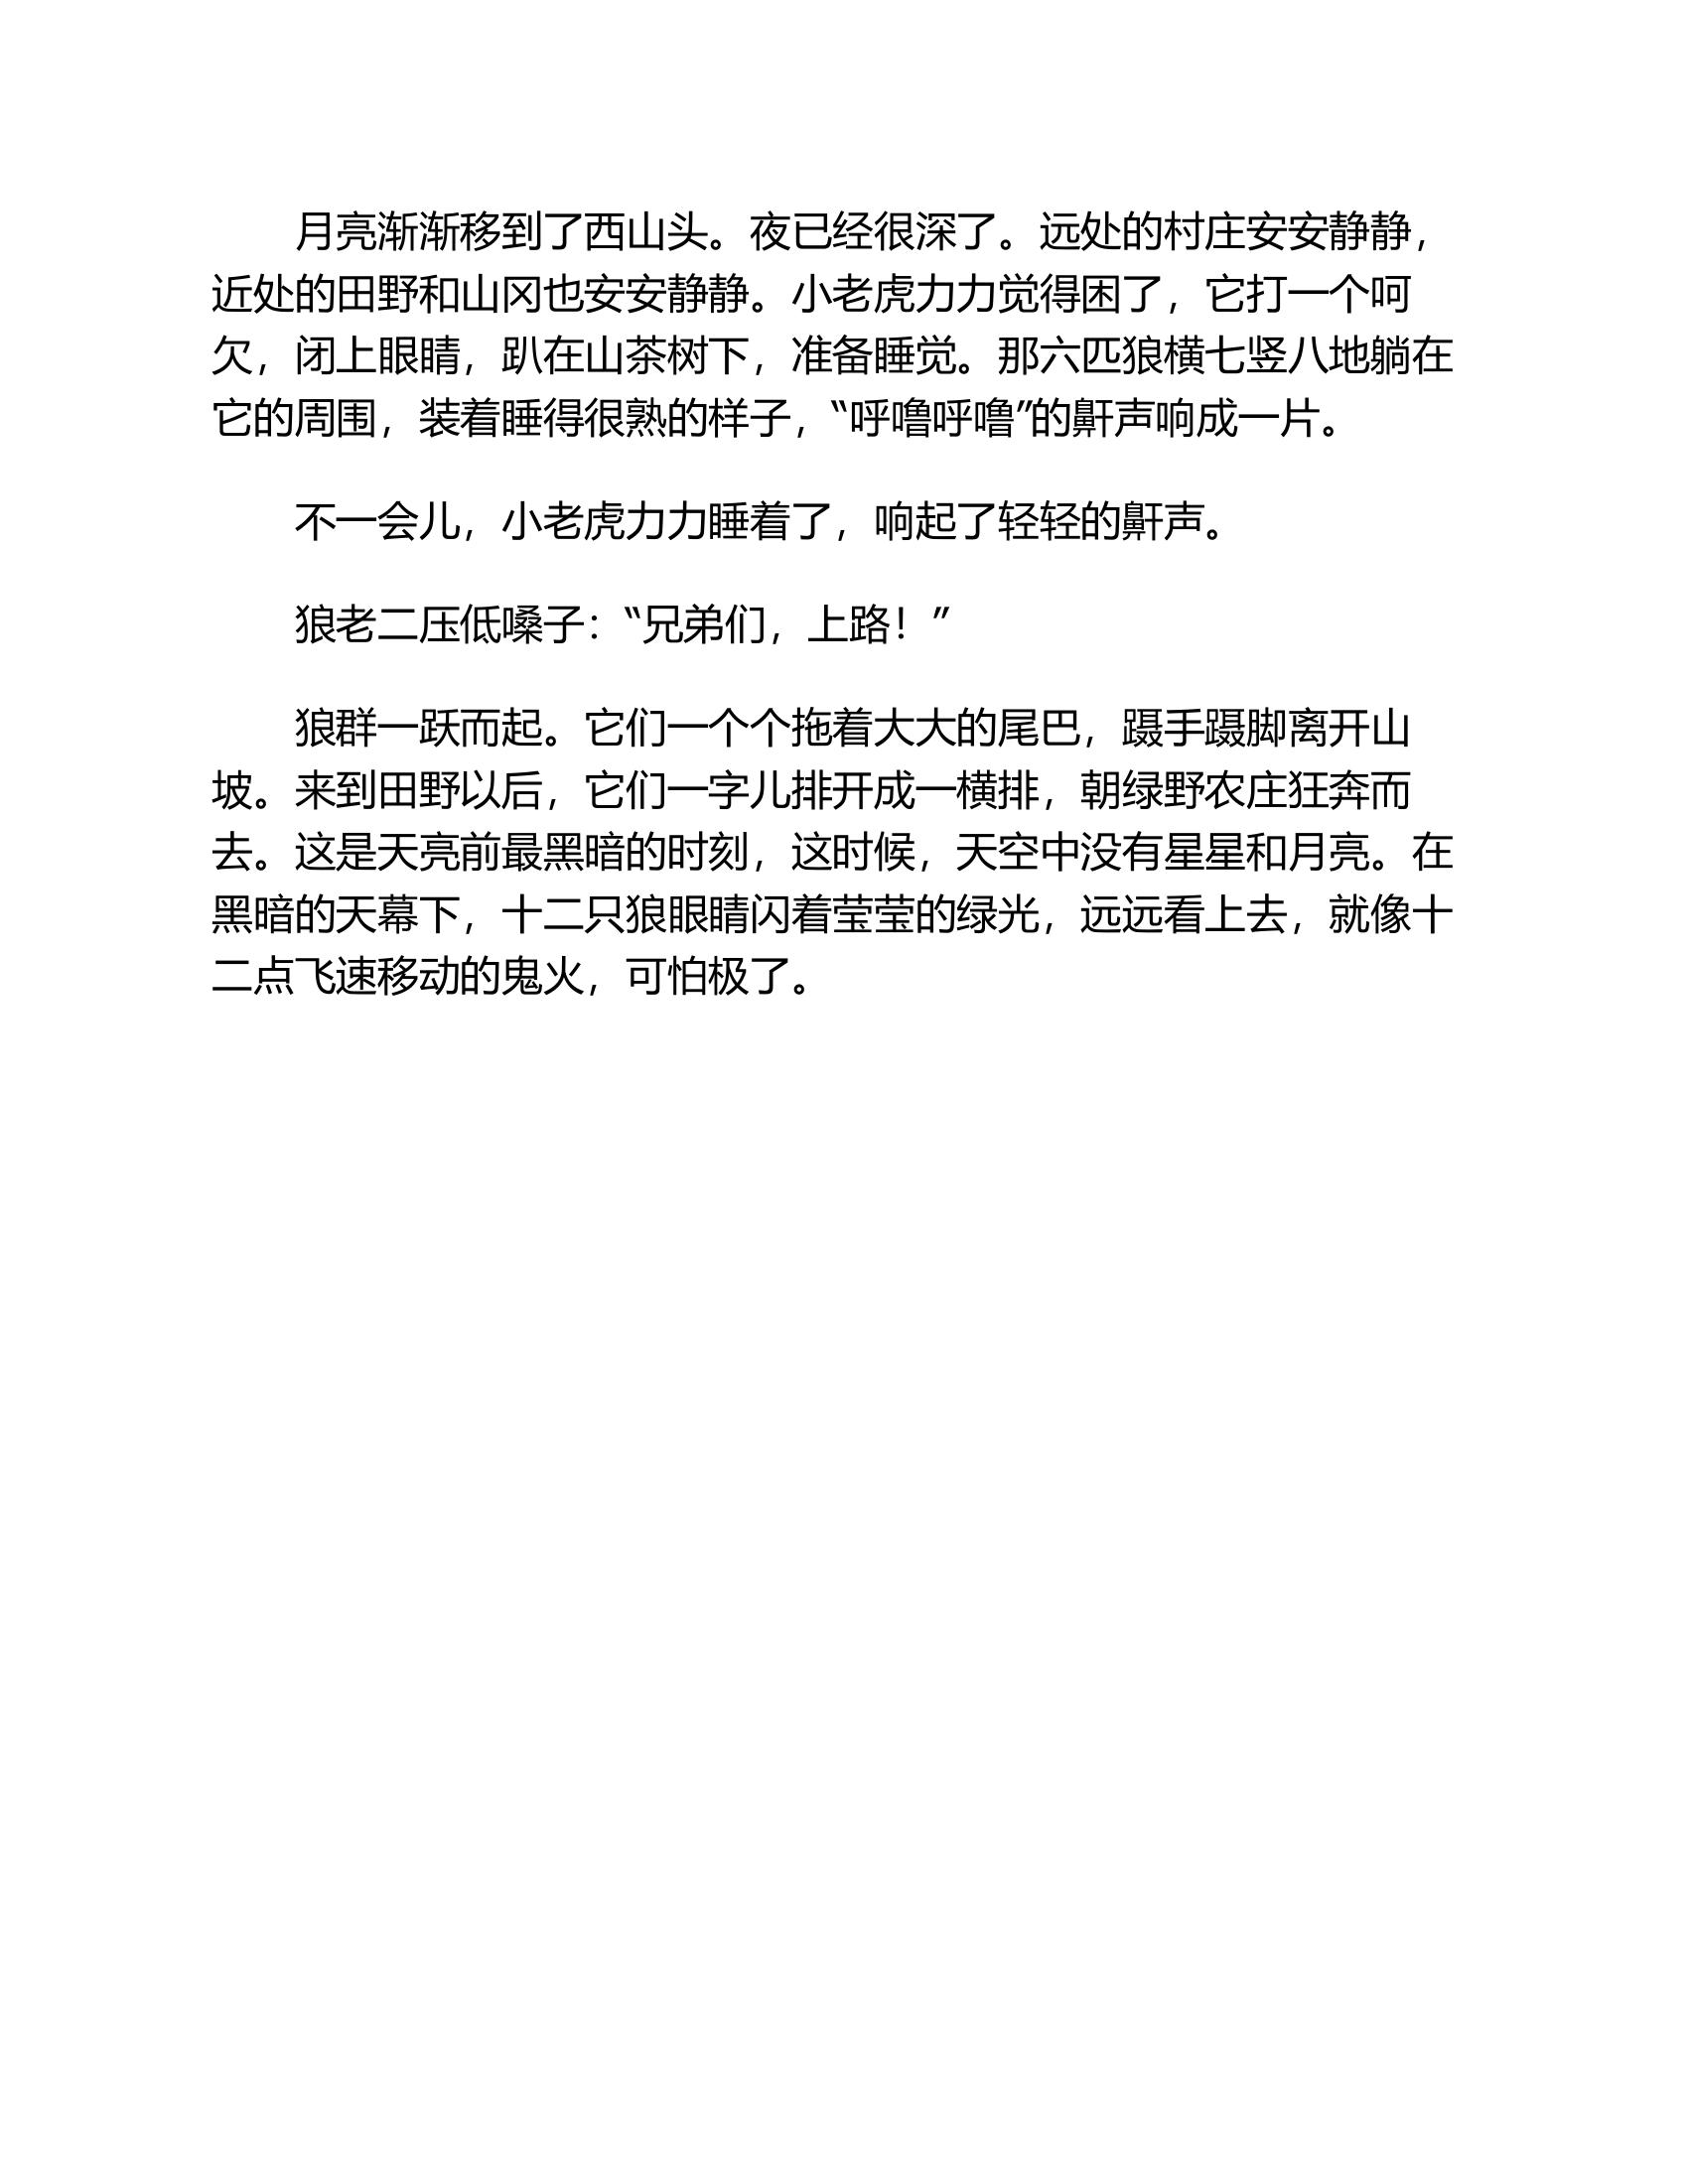 月亮渐渐移到了西山头。夜已经很深了。远处的村庄安安静静，
近处的田野和山冈也安安静静。小老虎力力觉得困了，它打一个呵
欠，闭上眼睛，趴在山茶树下，准备睡觉。那六匹狼横七竖八地躺在
它的周围，装着睡得很熟的样子，“呼噜呼噜”的鼾声响成一片。
不一会儿，小老虎力力睡着了，响起了轻轻的鼾声。
狼老二压低嗓子：“兄弟们，上路！”
狼群一跃而起。它们一个个拖着大大的尾巴，蹑手蹑脚离开山
坡。来到田野以后，它们一字儿排开成一横排，朝绿野农庄狂奔而
去。这是天亮前最黑暗的时刻，这时候，天空中没有星星和月亮。在
黑暗的天幕下，十二只狼眼睛闪着莹莹的绿光，远远看上去，就像十
二点飞速移动的鬼火，可怕极了。